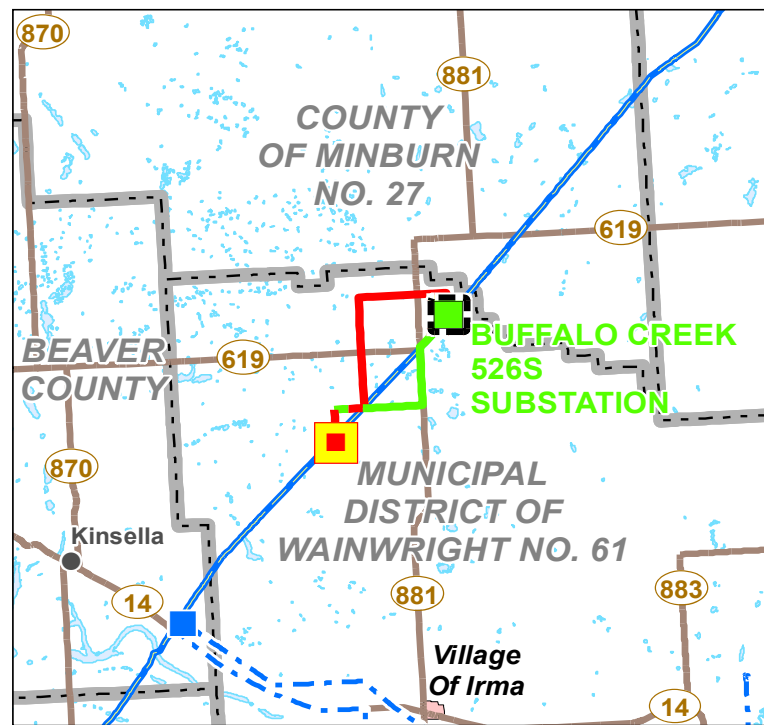 870
881
COUNTY
OF MINBURN
NO. 27
619
BUFFALO CREEK
526S
SUBSTATION
BEAVER
COUNTY
619
MUNICIPAL
DISTRICT OF
WAINWRIGHT NO. 61
870
Kinsella
14
881
883
Village
Of Irma
14